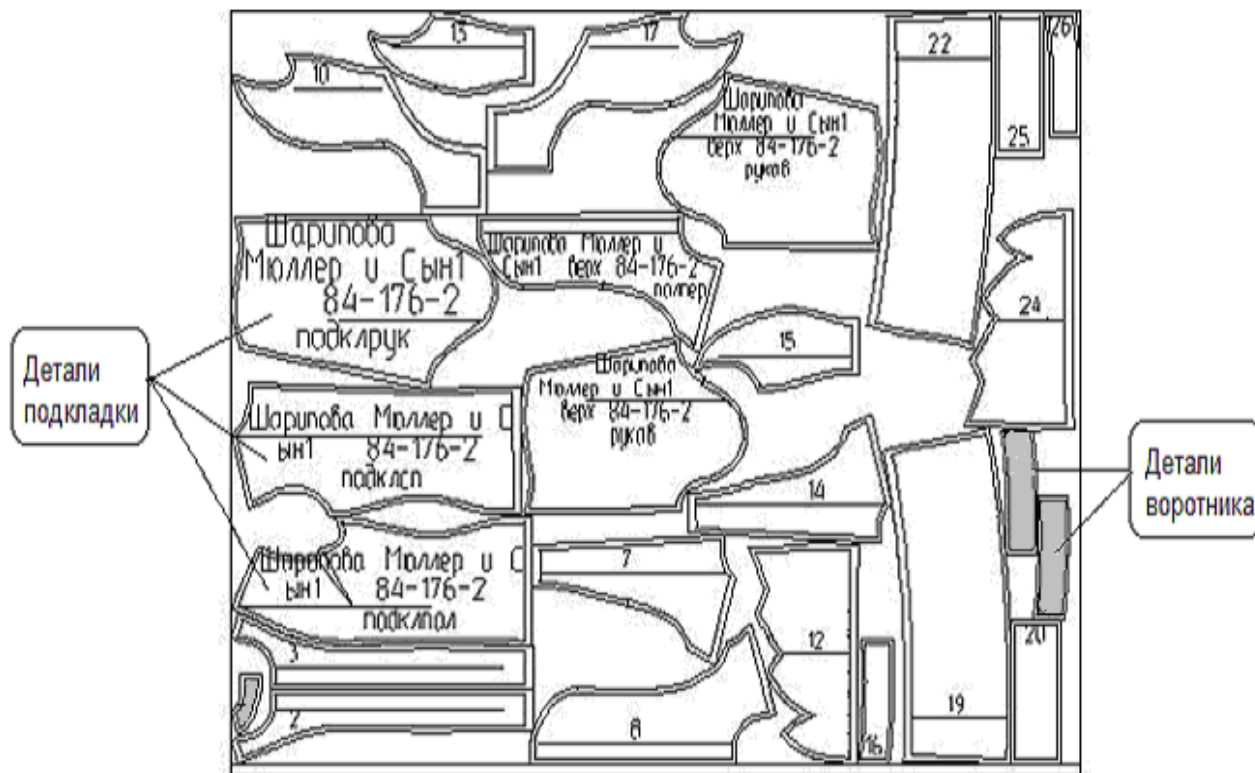 13
17
10
22
26
25
Шарипова
Мюллер и Сын1
верх 84-176-2
рукав
Шарипова
Мюллер и Сын1
84-176-2
подклрук
Шарипова Мюллер и
Сын1 верх 84-176-2
полпер
24
15
Детали
подкладки
Шарипова
Мюллер и Сын1
верх 84-176-2
рукав
Шарипова Мюллер и С
ын1 84-176-2
подклсп
Детали
воротника
14
Шарипова Мюллер и С
ын1 84-176-2
подклпол
7
12
20
3
2
8
16
19